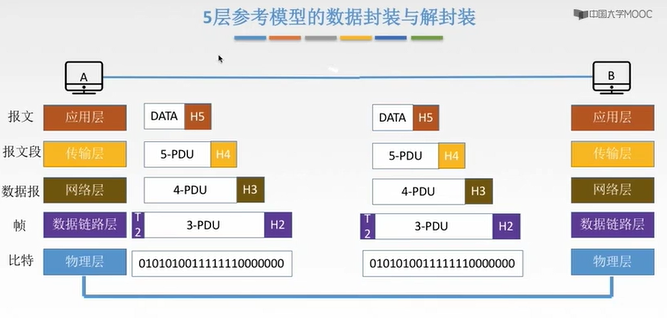 5层参考模型的数据封装与解封装
中国大学MOOC
A
B
报文 应用层 DATA H5 DATA H5 应用层
报文段 传输层 5-PDU H4 5-PDU H4 传输层
数据报 网络层 4-PDU H3 4-PDU H3 网络层
帧 数据链路层 T2 3-PDU H2 T2 3-PDU H2 数据链路层
比特 物理层 0101010011111110000000 0101010011111110000000 物理层